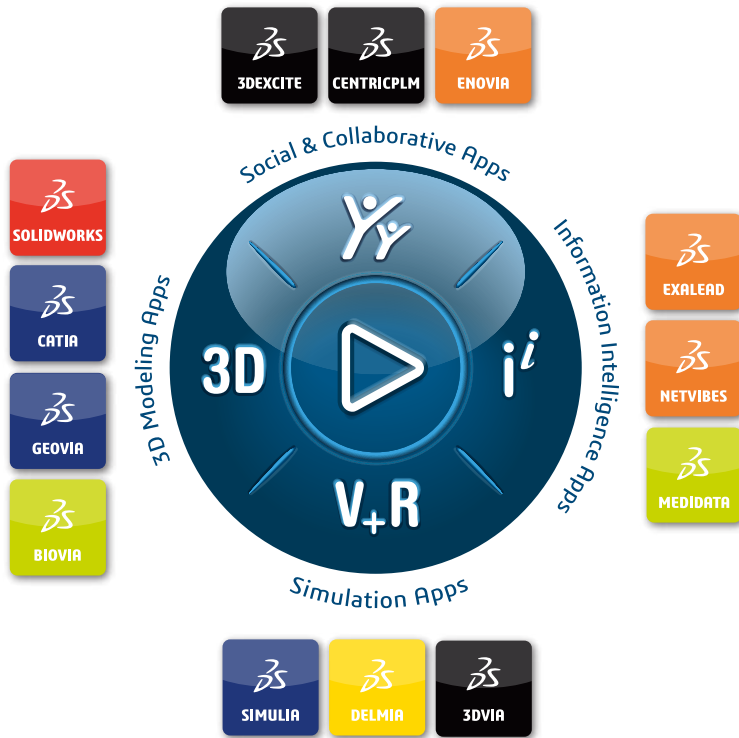 3DEXCITE
CENTRICPLM
ENOVIA
Social & Collaborative Apps
SOLIDWORKS
CATIA
GEOVIA
BIOVIA
3D Modeling Apps
3D
i i
V+R
Information Intelligence Apps
EXALEAD
NETVIBES
MEDIDATA
Simulation Apps
SIMULIA
DELMIA
3DVIA